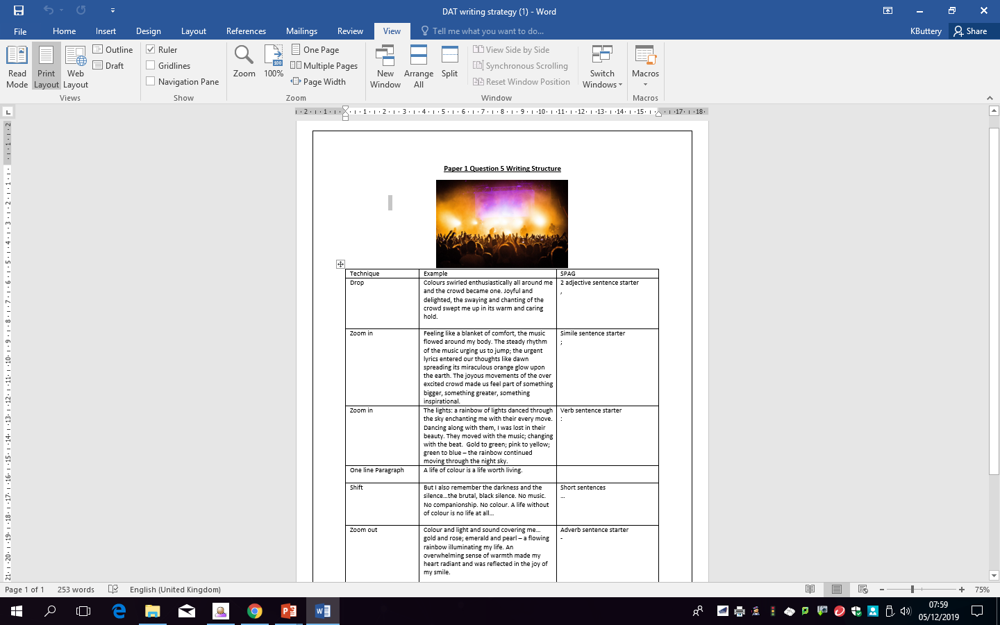 DAT writing strategy (1) - Word
File Home Insert Design Layout References Mailings Review View Tell me what you want to do... KButtery Share
Read Mode
Print Layout
Web Layout
Outline
Draft
Views
Ruler
Gridlines
Navigation Pane
Show
Zoom
100%
One Page
Multiple Pages
Page Width
Zoom
New Window
Arrange All
Split
View Side by Side
Synchronous Scrolling
Reset Window Position
Window
Switch Windows
Macros
Macros
Paper 1 Question 5 Writing Structure
Technique Example SPAG
Drop
Colours swirled enthusiastically all around me
and the crowd became one. Joyful and
delighted, the swaying and chanting of the
crowd swept me up in its warm and caring
hold.
2 adjective sentence starter
,
Zoom in
Feeling like a blanket of comfort, the music
flowed around my body. The steady rhythm
of the music urging us to jump; the urgent
lyrics entered our thoughts like dawn
spreading its miraculous orange glow upon
the earth. The joyous movements of the over
excited crowd made us feel part of something
bigger, something greater, something
inspirational.
Simile sentence starter
;
Zoom in
The lights: a rainbow of lights danced through
the sky enchanting me with their every move.
Dancing along with them, I was lost in their
beauty. They moved with the music; changing
with the beat. Gold to green; pink to yellow;
green to blue – the rainbow continued
moving through the night sky.
Verb sentence starter
:
One line Paragraph
A life of colour is a life worth living.
Shift
But I also remember the darkness and the
silence…the brutal, black silence. No music.
No companionship. No colour. A life without
of colour is no life at all…
Short sentences
…
Zoom out
Colour and light and sound covering me…
gold and rose; emerald and pearl – a flowing
rainbow illuminating my life. An
overwhelming sense of warmth made my
heart radiant and was reflected in the joy of
my smile.
Adverb sentence starter
-
Page 1 of 1 253 words English (United Kingdom) 75%
07:59
05/12/2019